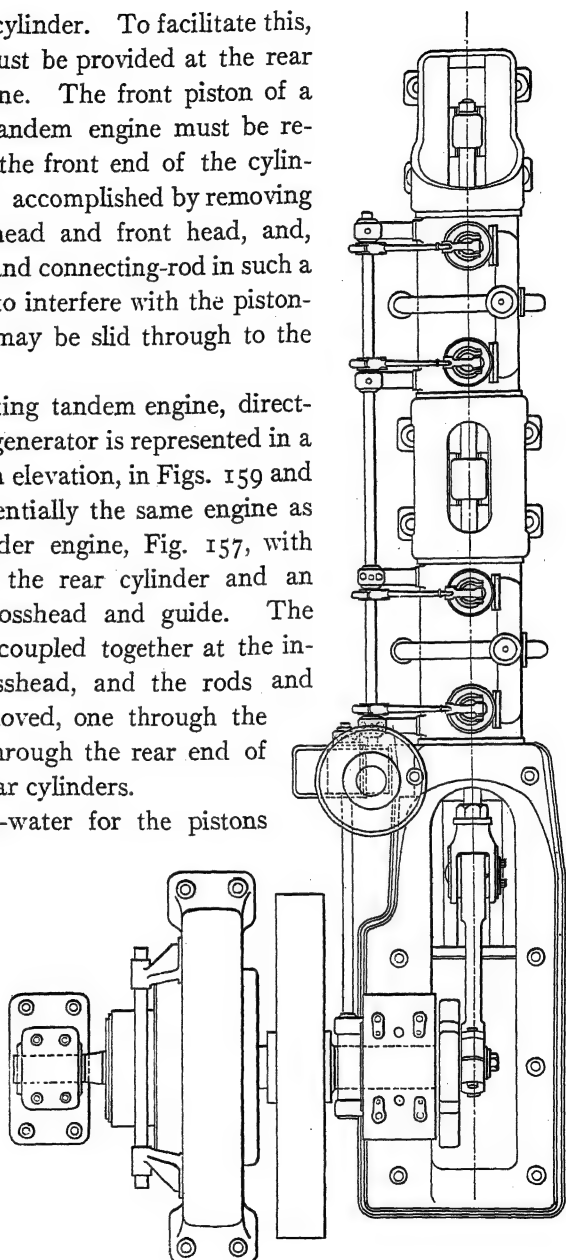 cylinder. To facilitate this,
ust be provided at the rear
ne. The front piston of a
andem engine must be re-
the front end of the cylin-
accomplished by removing
head and front head, and,
and connecting-rod in such a
to interfere with the piston-
may be slid through to the
ting tandem engine, direct-
generator is represented in a
n elevation, in Figs. 159 and
entially the same engine as
der engine, Fig. 157, with
the rear cylinder and an
osshead and guide. The
coupled together at the in-
sshead, and the rods and
oved, one through the
hrough the rear end of
ar cylinders.
-water for the pistons